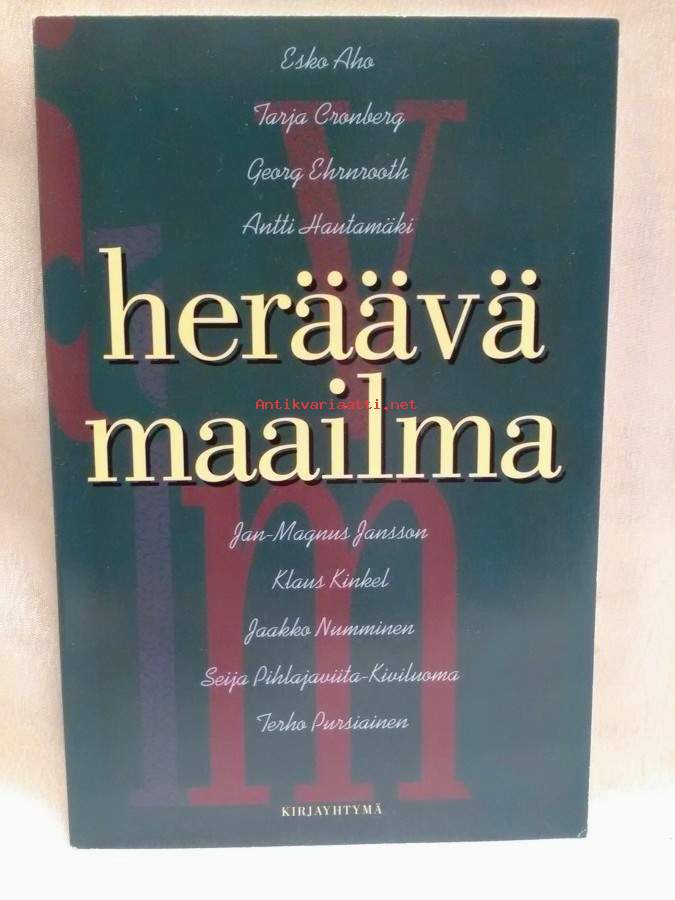 Esko Aho
Tarja Cronberg
Georg Ehrnrooth
Antti Hautamäki
heräävä
Antikvariaatti.net
maailma
Jan-Magnus Jansson
Klaus Kinkel
Jaakko Numminen
Seija Pihlajaviita-Kiviluoma
Terho Pursiainen
KIRJAYHTYMÄ